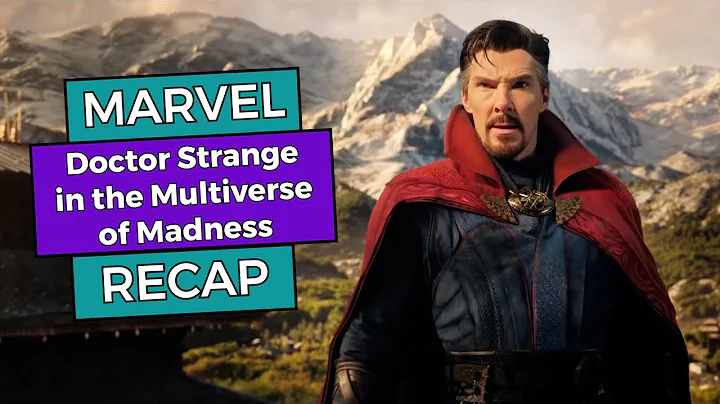 MARVEL
Doctor Strange
in the Multiverse
of Madness
RECAP